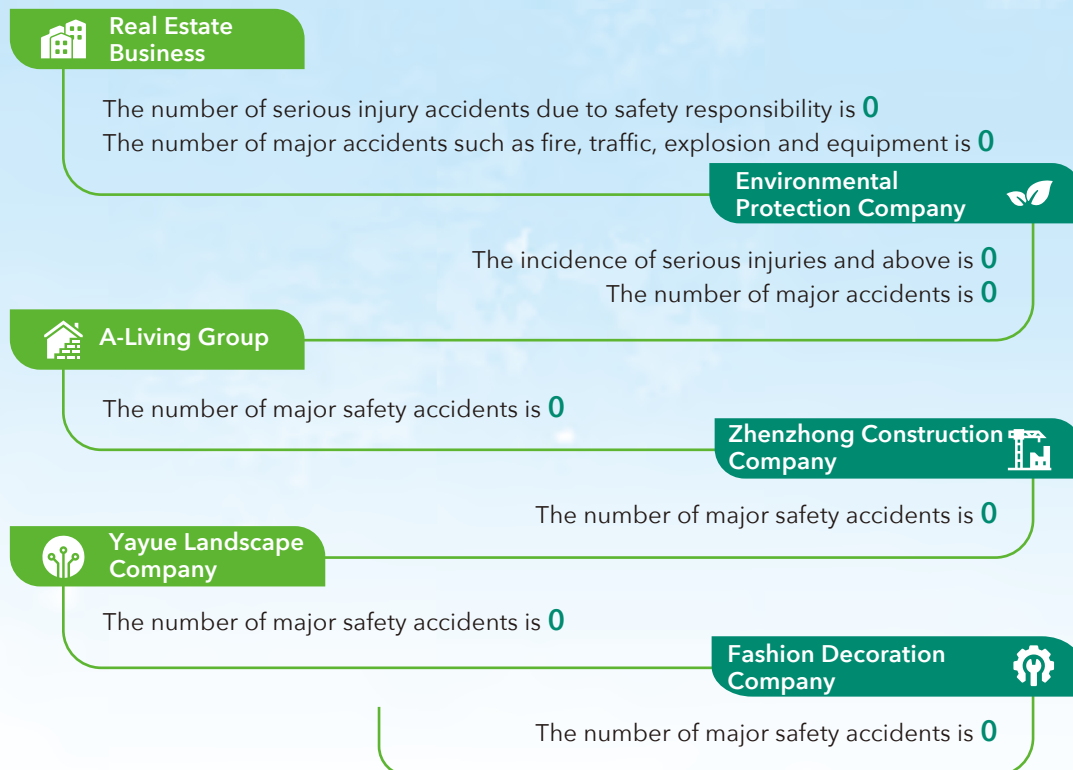 Real Estate
Business
The number of serious injury accidents due to safety responsibility is 0
The number of major accidents such as fire, traffic, explosion and equipment is 0
Environmental
Protection Company
The incidence of serious injuries and above is 0
The number of major accidents is 0
A-Living Group
The number of major safety accidents is 0
Zhenzhong Construction
Company
The number of major safety accidents is 0
Yayue Landscape
Company
The number of major safety accidents is 0
Fashion Decoration
Company
The number of major safety accidents is 0